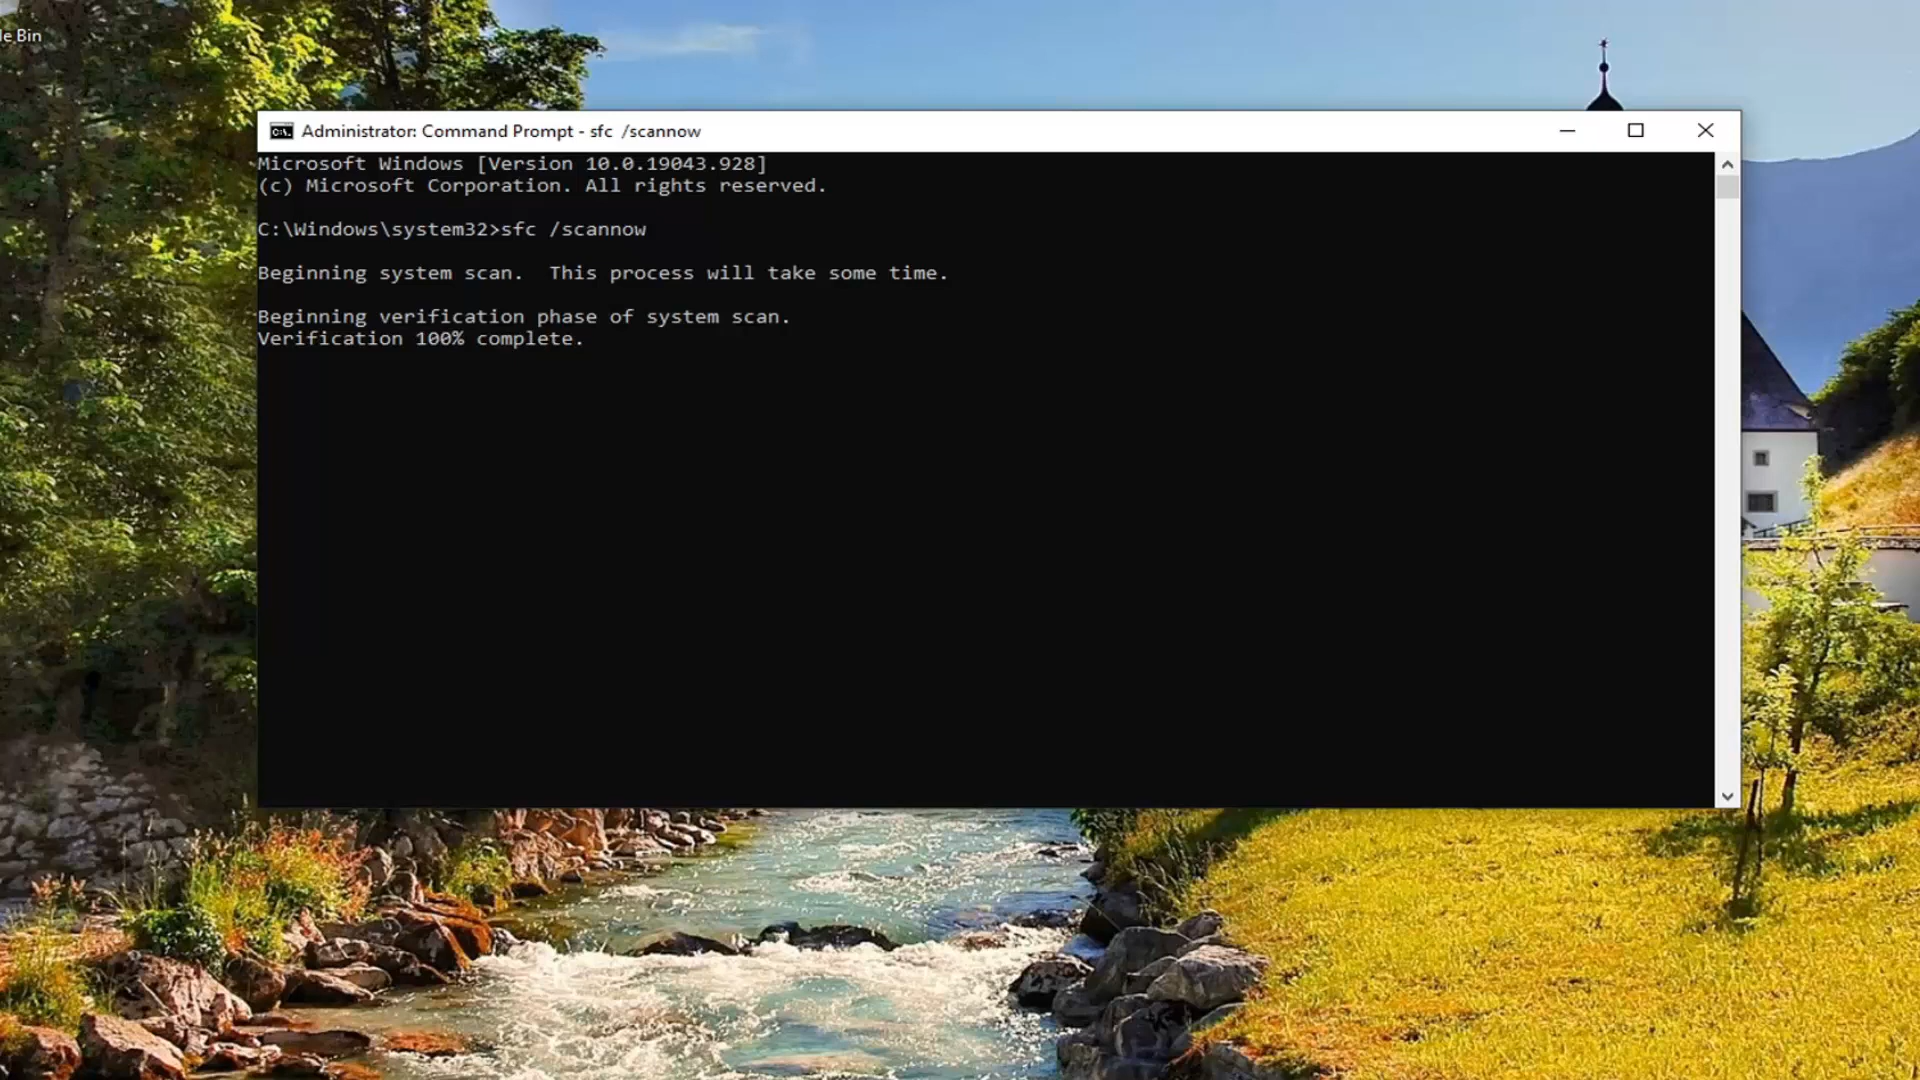 le Bin
Administrator: Command Prompt - sfc  /scannow
Microsoft Windows [Version 10.0.19043.928]
(c) Microsoft Corporation. All rights reserved.
C:\Windows\system32>sfc /scannow
Beginning system scan.  This process will take some time.
Beginning verification phase of system scan.
Verification 100% complete.